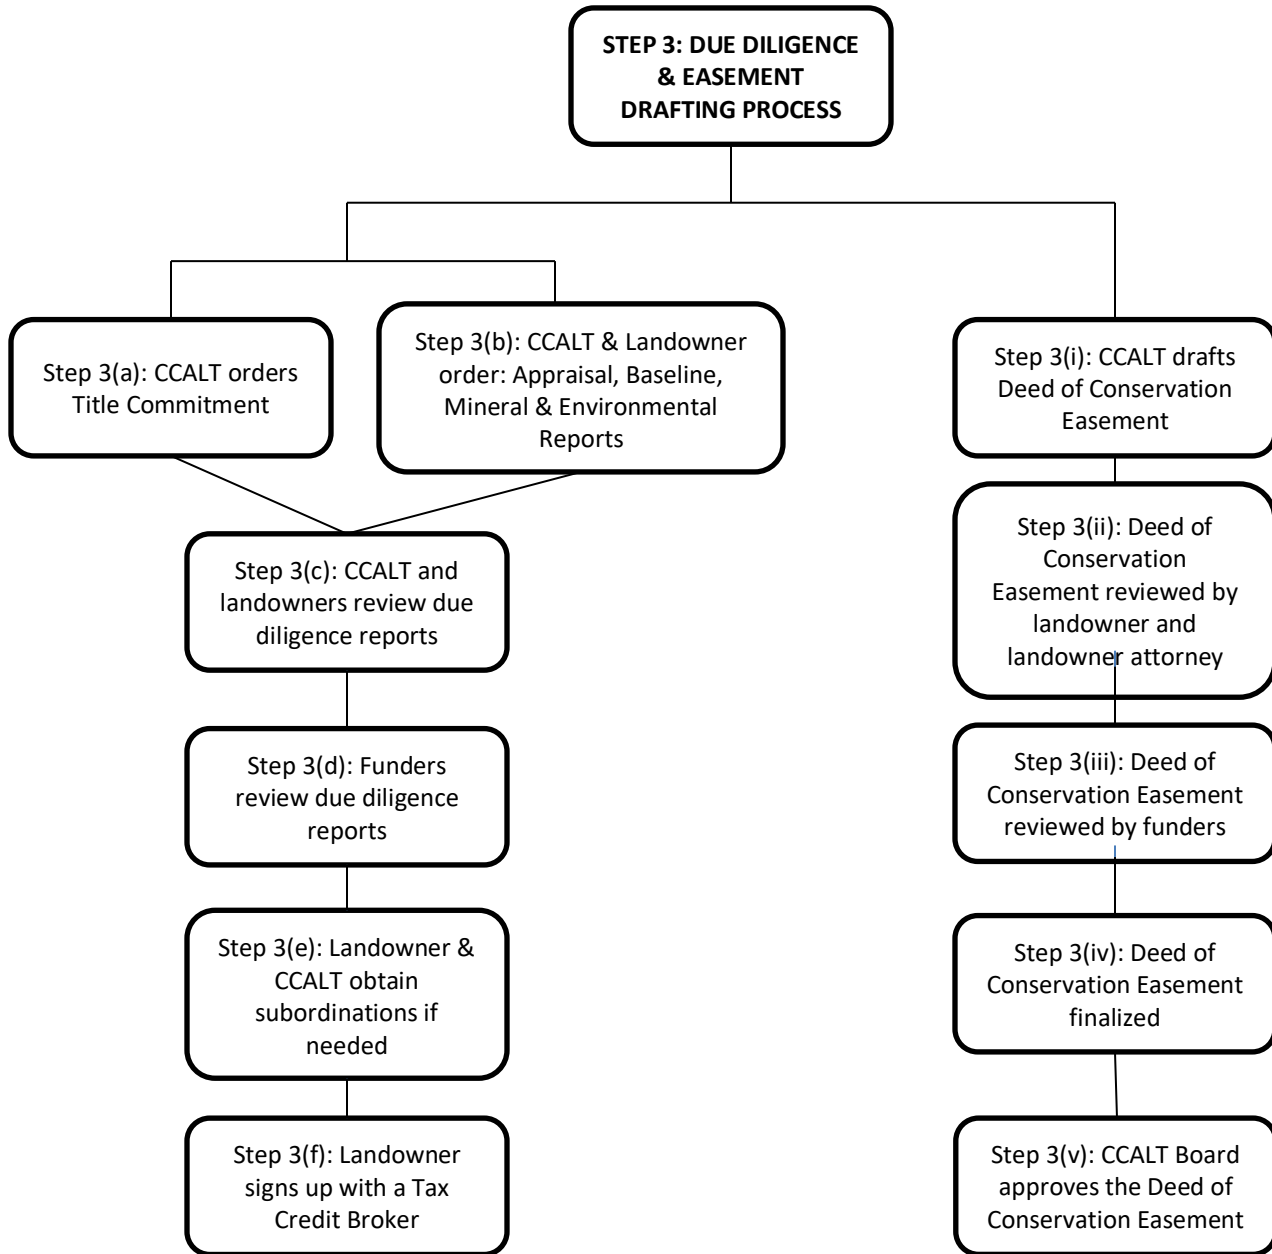 STEP 3: DUE DILIGENCE
& EASEMENT
DRAFTING PROCESS
Step 3(a): CCALT orders
Title Commitment
Step 3(b): CCALT & Landowner
order: Appraisal, Baseline,
Mineral & Environmental
Reports
Step 3(c): CCALT and
landowners review due
diligence reports
Step 3(d): Funders
review due diligence
reports
Step 3(e): Landowner &
CCALT obtain
subordinations if
needed
Step 3(f): Landowner
signs up with a Tax
Credit Broker
Step 3(i): CCALT drafts
Deed of Conservation
Easement
Step 3(ii): Deed of
Conservation
Easement reviewed by
landowner and
landowner attorney
Step 3(iii): Deed of
Conservation Easement
reviewed by funders
Step 3(iv): Deed of
Conservation Easement
finalized
Step 3(v): CCALT Board
approves the Deed of
Conservation Easement